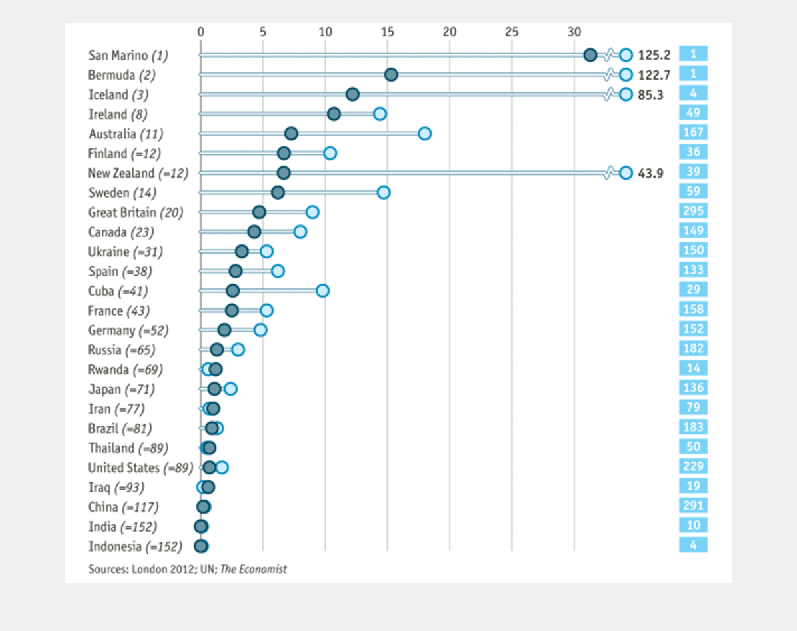 0 5 10 15 20 25 30
San Marino (1) 125.2 1
Bermuda (2) 122.7 1
Iceland (3) 85.3 4
Ireland (8) 49
Australia (11) 167
Finland (=12) 36
New Zealand (=12) 43.9 39
Sweden (14) 59
Great Britain (20) 295
Canada (23) 149
Ukraine (=31) 150
Spain (=38) 133
Cuba (=41) 29
France (43) 158
Germany (=52) 152
Russia (=65) 182
Rwanda (=69) 14
Japan (=71) 136
Iran (=77) 79
Brazil (=81) 183
Thailand (=89) 50
United States (=89) 229
Iraq (=93) 19
China (=117) 291
India (=152) 10
Indonesia (=152) 4
Sources: London 2012; UN; The Economist